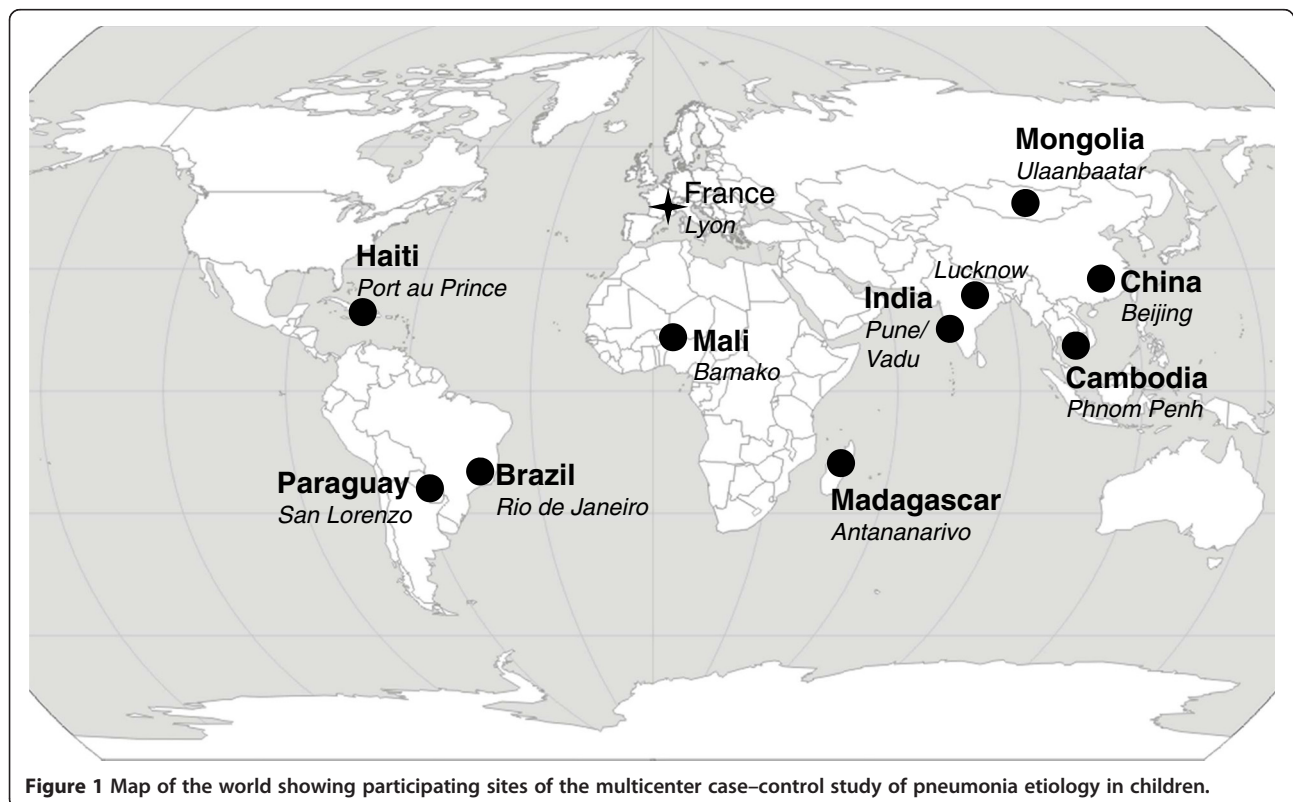 Mongolia
Ulaanbaatar
France
Lyon
Haiti
Port au Prince
Lucknow
India
Pune/
Vadu
China
Beijing
Mali
Bamako
Cambodia
Phnom Penh
Paraguay
San Lorenzo
Brazil
Rio de Janeiro
Madagascar
Antananarivo
Figure 1 Map of the world showing participating sites of the multicenter case–control study of pneumonia etiology in children.